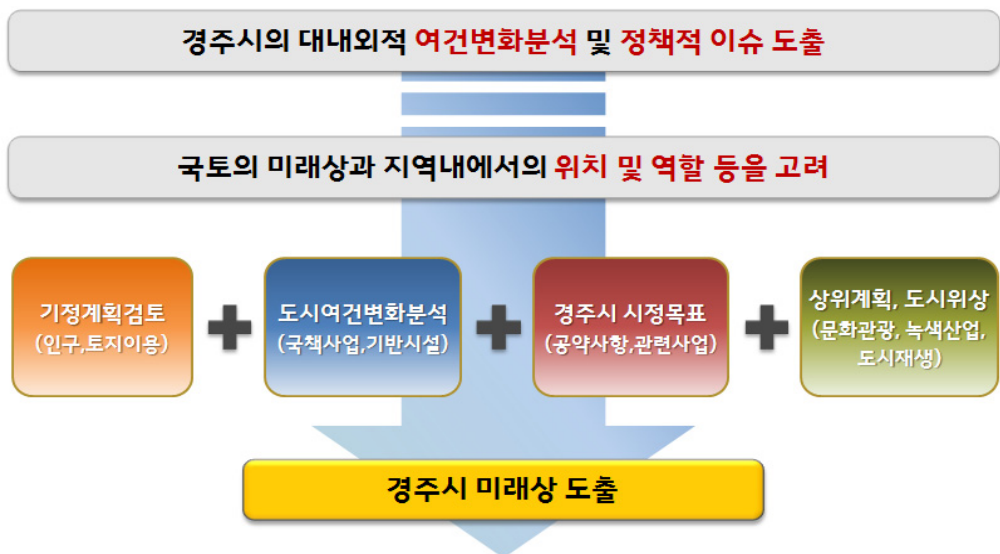 경주시의 대내외적 여건변화분석 및 정책적 이슈 도출
국토의 미래상과 지역내에서의 위치 및 역할 등을 고려
기정계획검토
(인구,토지이용)
도시여건변화분석
(국책사업,기반시설)
경주시 시정목표
(공약사항,관련사업)
상위계획, 도시위상
(문화관광, 녹색산업,
도시재생)
경주시 미래상 도출